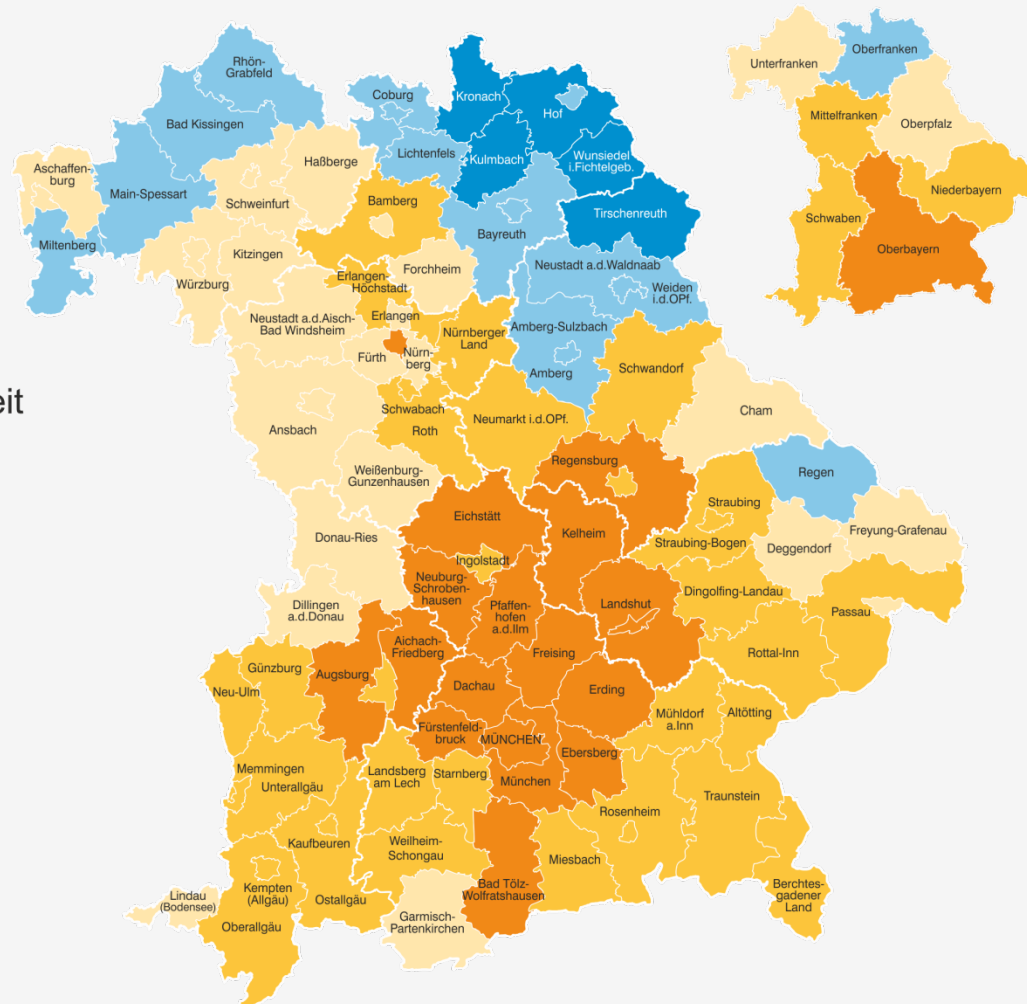 Rhön-
Grabfeld
Bad Kissingen
Main-Spessart
Aschaffen-
burg
Miltenberg
Haßberge
Schweinfurt
Kitzingen
Würzburg
Coburg
Lichtenfels
Kronach
Kulmbach
Hof
Wunsiedel
i.Fichtelgeb.
Tirschenreuth
Bamberg
Bayreuth
Forchheim
Erlangen-
Höchstadt
Erlangen
Neustadt a.d.Aisch-
Bad Windsheim
Fürth
Nürn-
berg
Nürnberger
Land
Neustadt a.d.Waldnaab
Weiden
i.d.OPf.
Amberg-Sulzbach
Amberg
Schwandorf
Cham
eit
Ansbach
Schwabach
Roth
Neumarkt i.d.OPf.
Weißenburg-
Gunzenhausen
Regensburg
Regen
Straubing
Straubing-Bogen
Freyung-Grafenau
Deggendorf
Donau-Ries
Eichstätt
Ingolstadt
Kelheim
Neuburg-
Schroben-
hausen
Pfaffen-
hofen
a.d.Ilm
Landshut
Dingolfing-Landau
Passau
Rottal-Inn
Dillingen
a.d.Donau
Aichach-
Friedberg
Augsburg
Günzburg
Neu-Ulm
Freising
Dachau
Erding
Fürstenfeld-
bruck
MÜNCHEN
München
Ebersberg
Mühldorf
a.Inn
Altötting
Memmingen
Unterallgäu
Landsberg
am Lech
Starnberg
Rosenheim
Traunstein
Kaufbeuren
Weilheim-
Schongau
Miesbach
Bad Tölz-
Wolfratshausen
Berchtes-
gadener
Land
Lindau
(Bodensee)
Kempten
(Allgäu)
Oberallgäu
Ostallgäu
Garmisch-
Partenkirchen
Unterfranken
Oberfranken
Mittelfranken
Oberpfalz
Niederbayern
Schwaben
Oberbayern